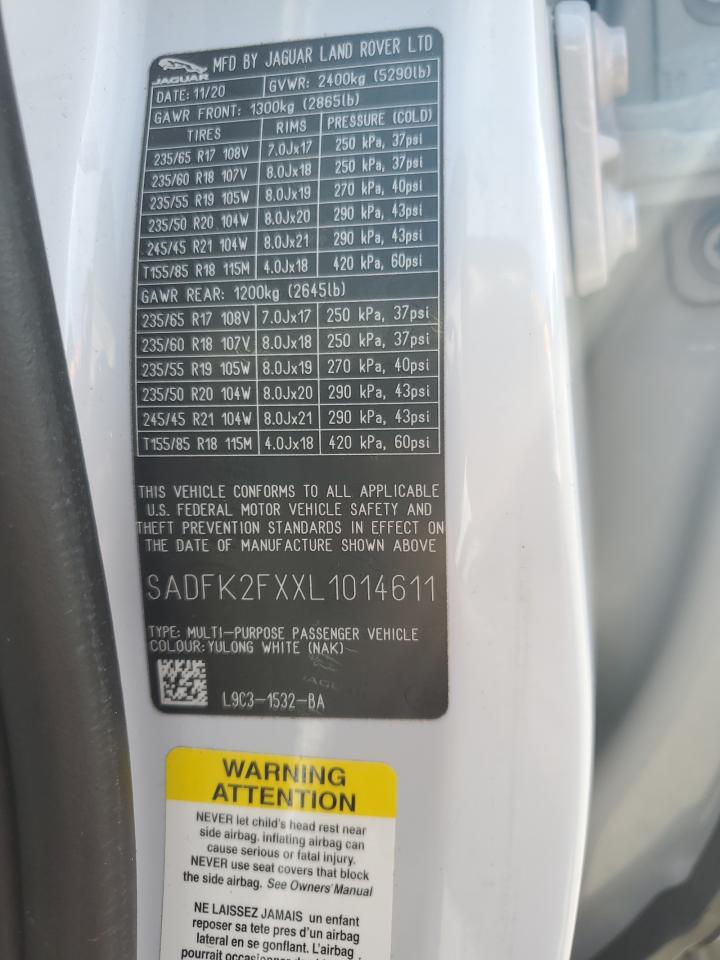 JAGUAR MFD BY JAGUAR LAND ROVER LTD
DATE: 11/20 GVWR: 2400kg (5290lb)
GAWR FRONT: 1300kg (2865lb)
TIRES RIMS PRESSURE (COLD)
235/65 R17 108V 7.0Jx17 250 kPa, 37psi
235/60 R18 107V 8.0Jx18 250 kPa, 37psi
235/55 R19 105W 8.0Jx19 270 kPa, 40psi
235/50 R20 104W 8.0Jx20 290 kPa, 43psi
245/45 R21 104W 8.0Jx21 290 kPa, 43psi
T155/85 R18 115M 4.0Jx18 420 kPa, 60psi
GAWR REAR: 1200kg (2645lb)
235/65 R17 108V 7.0Jx17 250 kPa, 37psi
235/60 R18 107V 8.0Jx18 250 kPa, 37psi
235/55 R19 105W 8.0Jx19 270 kPa, 40psi
235/50 R20 104W 8.0Jx20 290 kPa, 43psi
245/45 R21 104W 8.0Jx21 290 kPa, 43psi
T155/85 R18 115M 4.0Jx18 420 kPa, 60psi
THIS VEHICLE CONFORMS TO ALL APPLICABLE
U.S. FEDERAL MOTOR VEHICLE SAFETY AND
THEFT PREVENTION STANDARDS IN EFFECT ON
THE DATE OF MANUFACTURE SHOWN ABOVE
SADFK2FXXL1014611
TYPE: MULTI-PURPOSE PASSENGER VEHICLE
COLOUR:YULONG WHITE (NAK)
JAGUAR
L9C3-1532-BA
WARNING
ATTENTION
NEVER let child's head rest near
side airbag. inflating airbag can
cause serious or fatal injury.
NEVER use seat covers that block
the side airbag. See Owners' Manual
NE LAISSEZ JAMAIS un enfant
reposer sa tete pres d'un airbag
lateral en se gonflant. L'airbag
pourrait